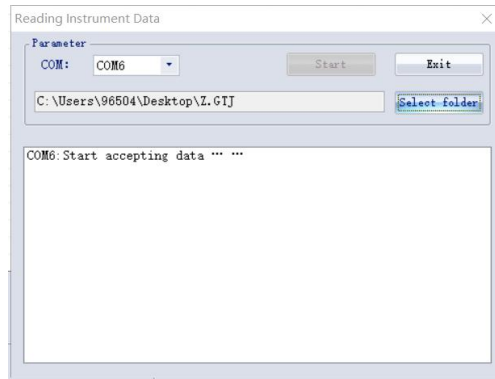 Reading Instrument Data
Parameter
COM: COM6 Start Exit
C:\Users\96504\Desktop\Z.GTJ Select folder
COM6:Start accepting data … …